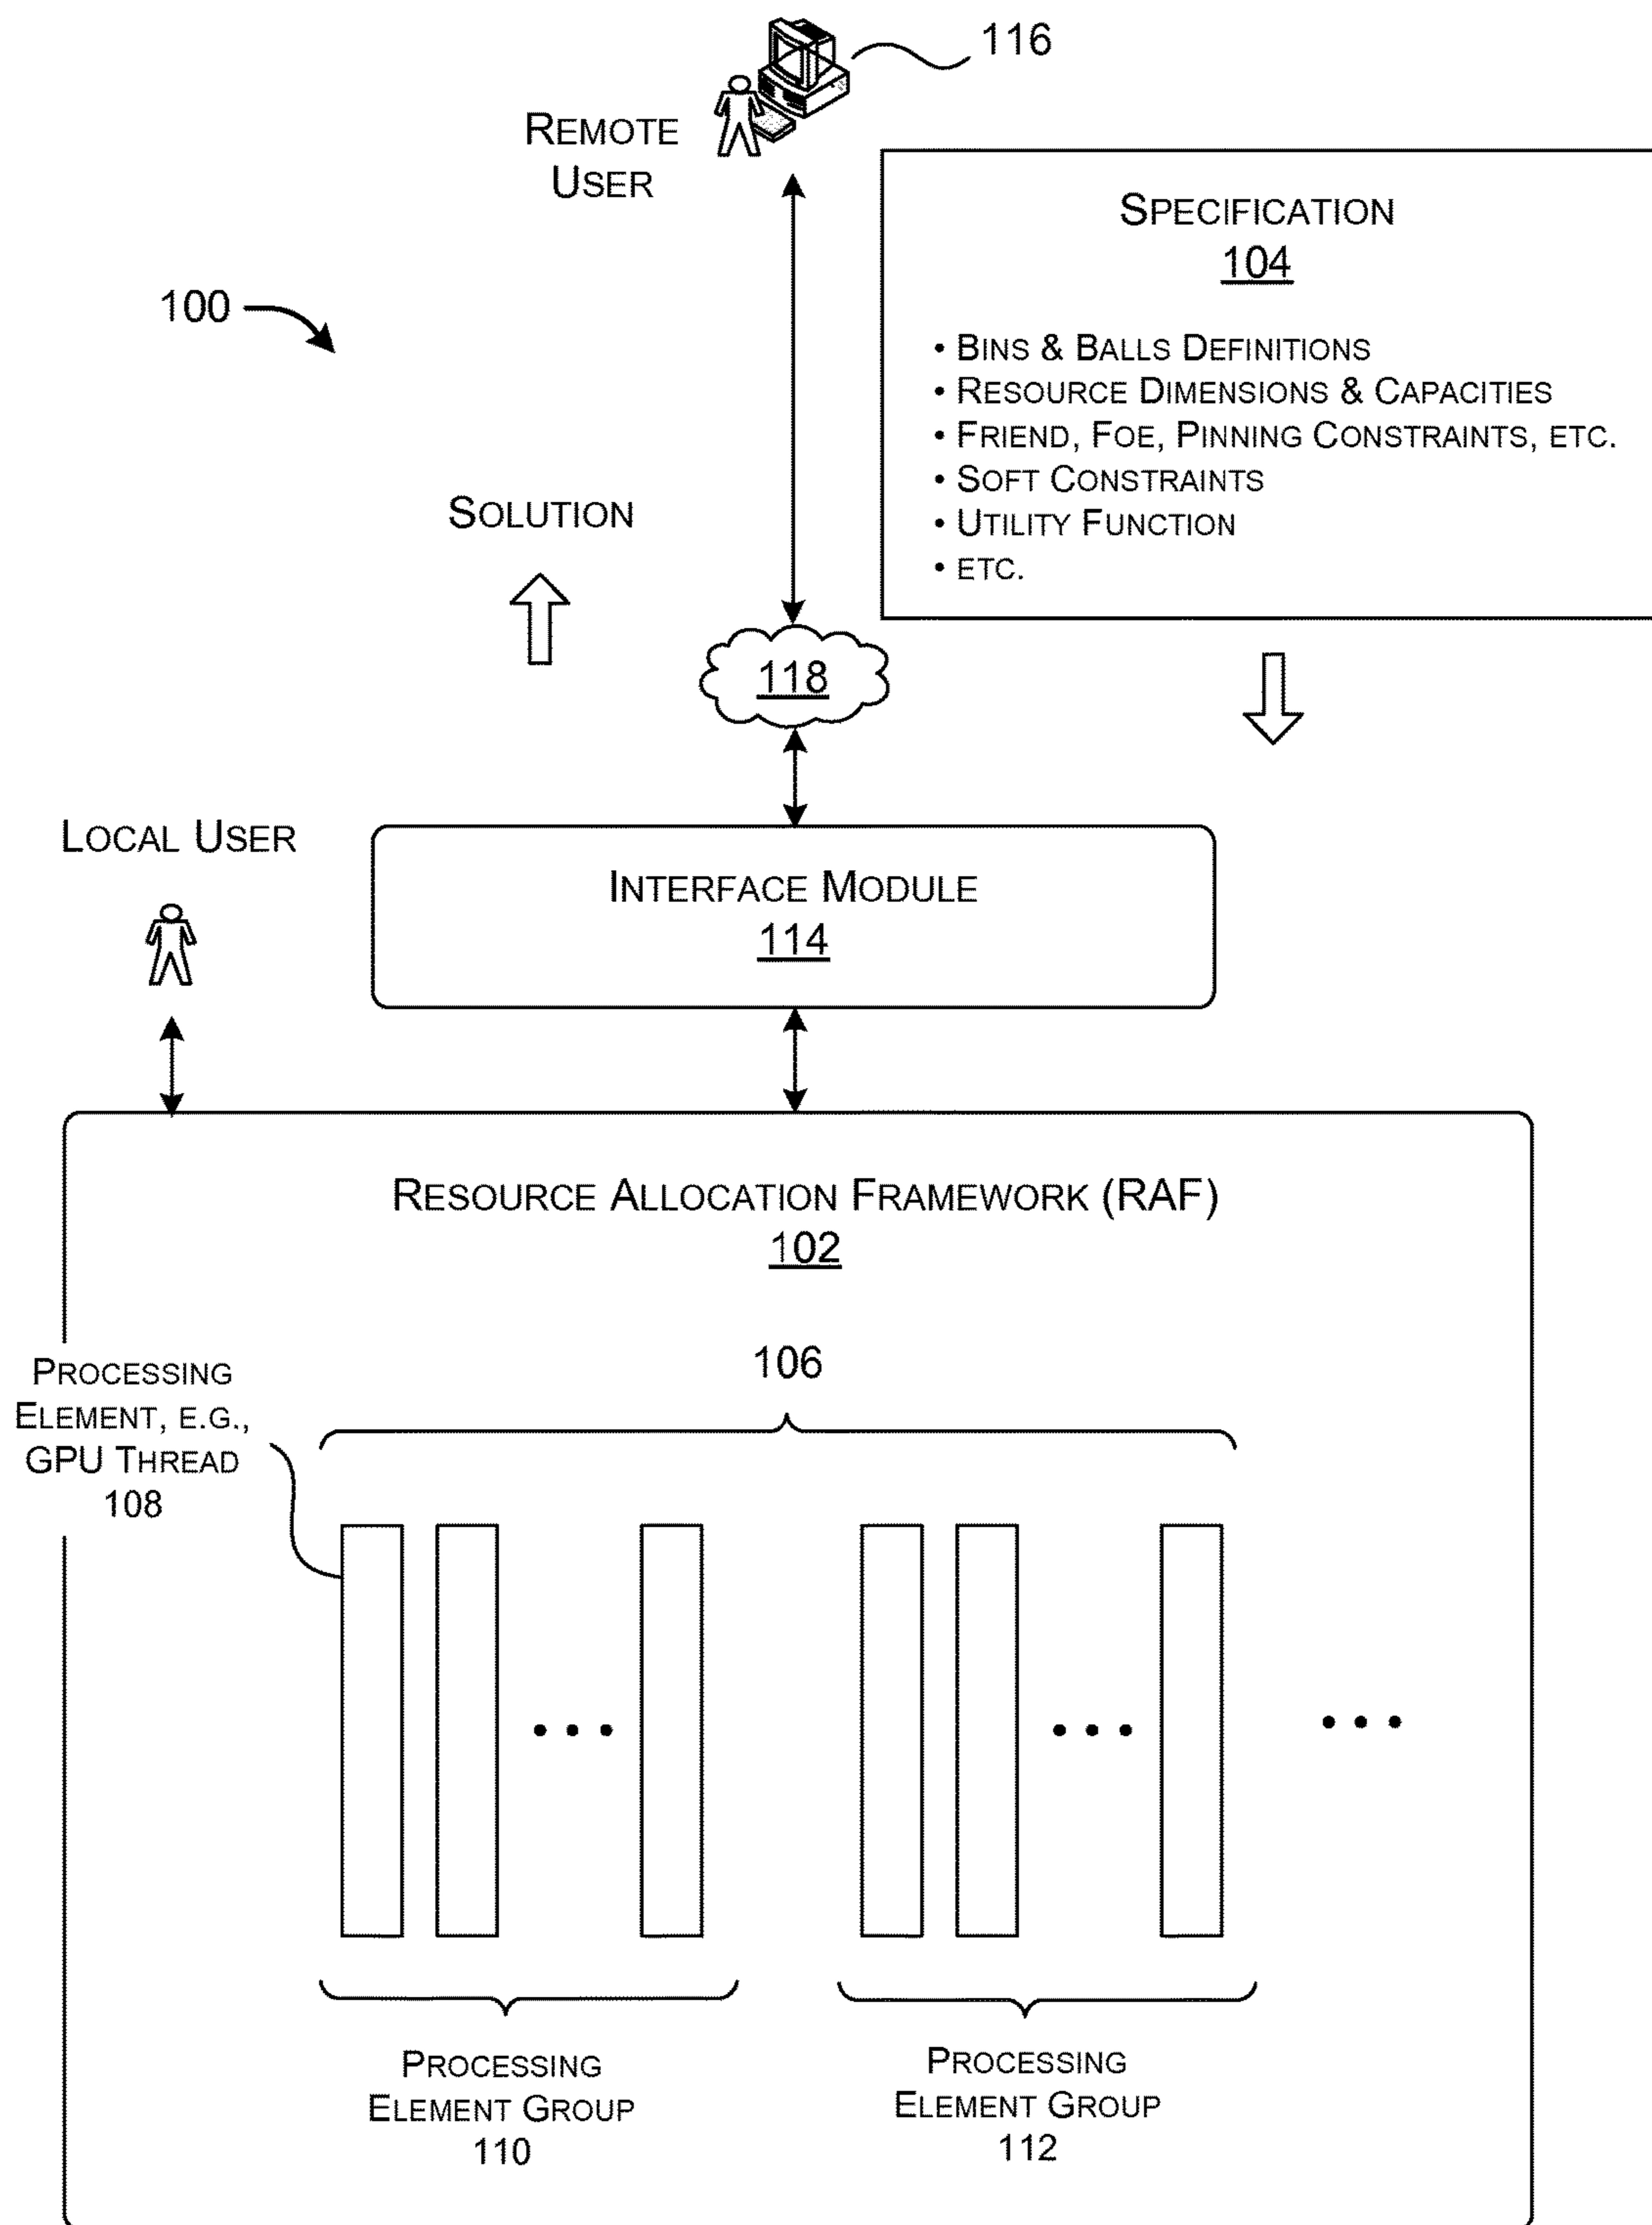 116
REMOTE
USER
SPECIFICATION
104
100
• BINS & BALLS DEFINITIONS
• RESOURCE DIMENSIONS & CAPACITIES
• FRIEND, FOE, PINNING CONSTRAINTS, ETC.
• SOFT CONSTRAINTS
• UTILITY FUNCTION
• ETC.
SOLUTION
118
LOCAL USER
INTERFACE MODULE
114
RESOURCE ALLOCATION FRAMEWORK (RAF)
102
106
PROCESSING
ELEMENT, E.G.,
GPU THREAD
108
• • •
• • •
• • •
PROCESSING
ELEMENT GROUP
110
PROCESSING
ELEMENT GROUP
112